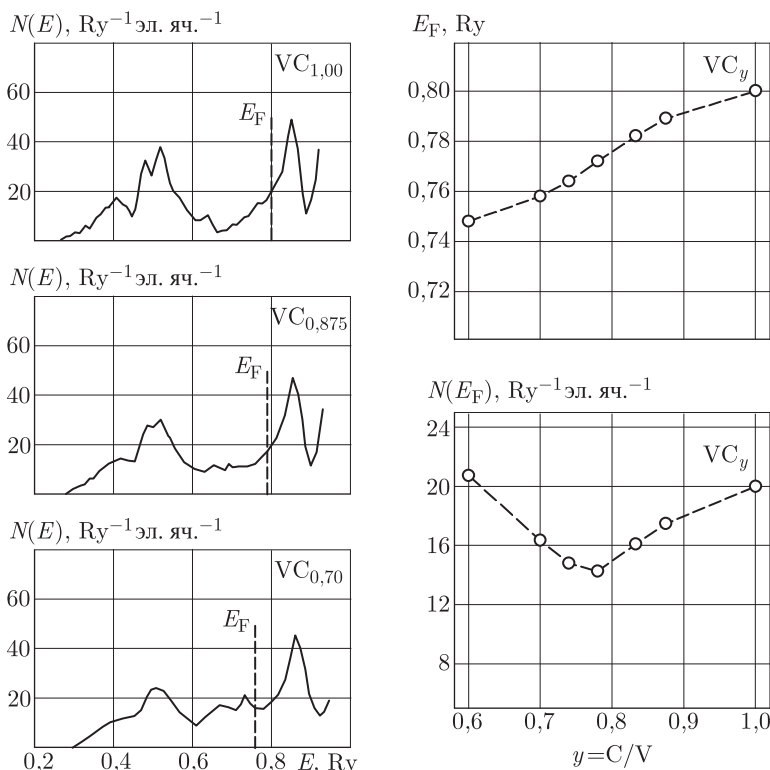 N(E), Ry⁻¹эл. яч.⁻¹
VC₁,₀₀
60
E_F
40
20
N(E), Ry⁻¹эл. яч.⁻¹
VC₀,₈₇₅
60
E_F
40
20
N(E), Ry⁻¹эл. яч.⁻¹
VC₀,₇₀
60
E_F
40
20
0,2 0,4 0,6 0,8 E, Ry
E_F, Ry
VC_y
0,80
0,78
0,76
0,74
0,72
N(E_F), Ry⁻¹эл. яч.⁻¹
24
VC_y
20
16
12
8
0,6 0,7 0,8 0,9 1,0
y=C/V